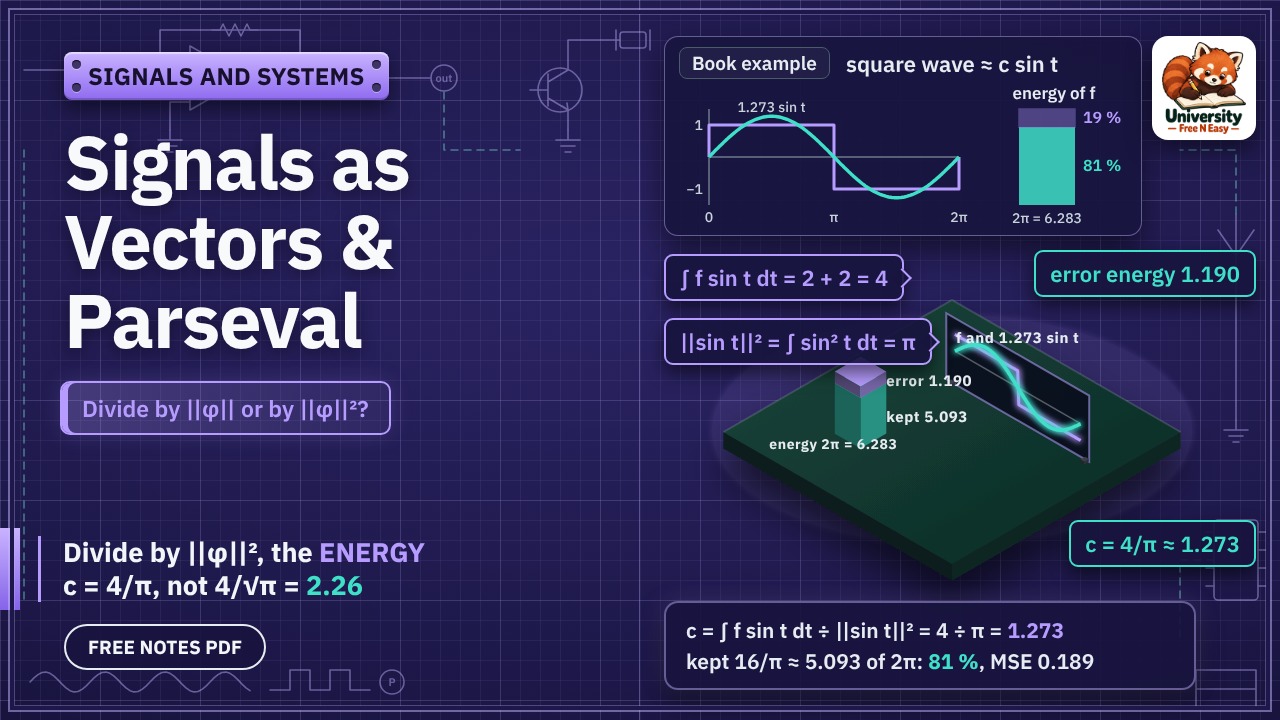 SIGNALS AND SYSTEMS
out
Signals as
Vectors &
Parseval
Divide by ||φ|| or by ||φ||²?
Divide by ||φ||², the ENERGY
c = 4/π, not 4/√π = 2.26
FREE NOTES PDF
P
Book example
square wave ≈ c sin t
energy of f
1.273 sin t
1
−1
0
π
2π
19 %
81 %
2π = 6.283
University
Free N Easy
∫ f sin t dt = 2 + 2 = 4
error energy 1.190
||sin t||² = ∫ sin² t dt = π
f and 1.273 sin t
error 1.190
kept 5.093
energy 2π = 6.283
c = 4/π ≈ 1.273
c = ∫ f sin t dt ÷ ||sin t||² = 4 ÷ π = 1.273
kept 16/π ≈ 5.093 of 2π: 81 %, MSE 0.189